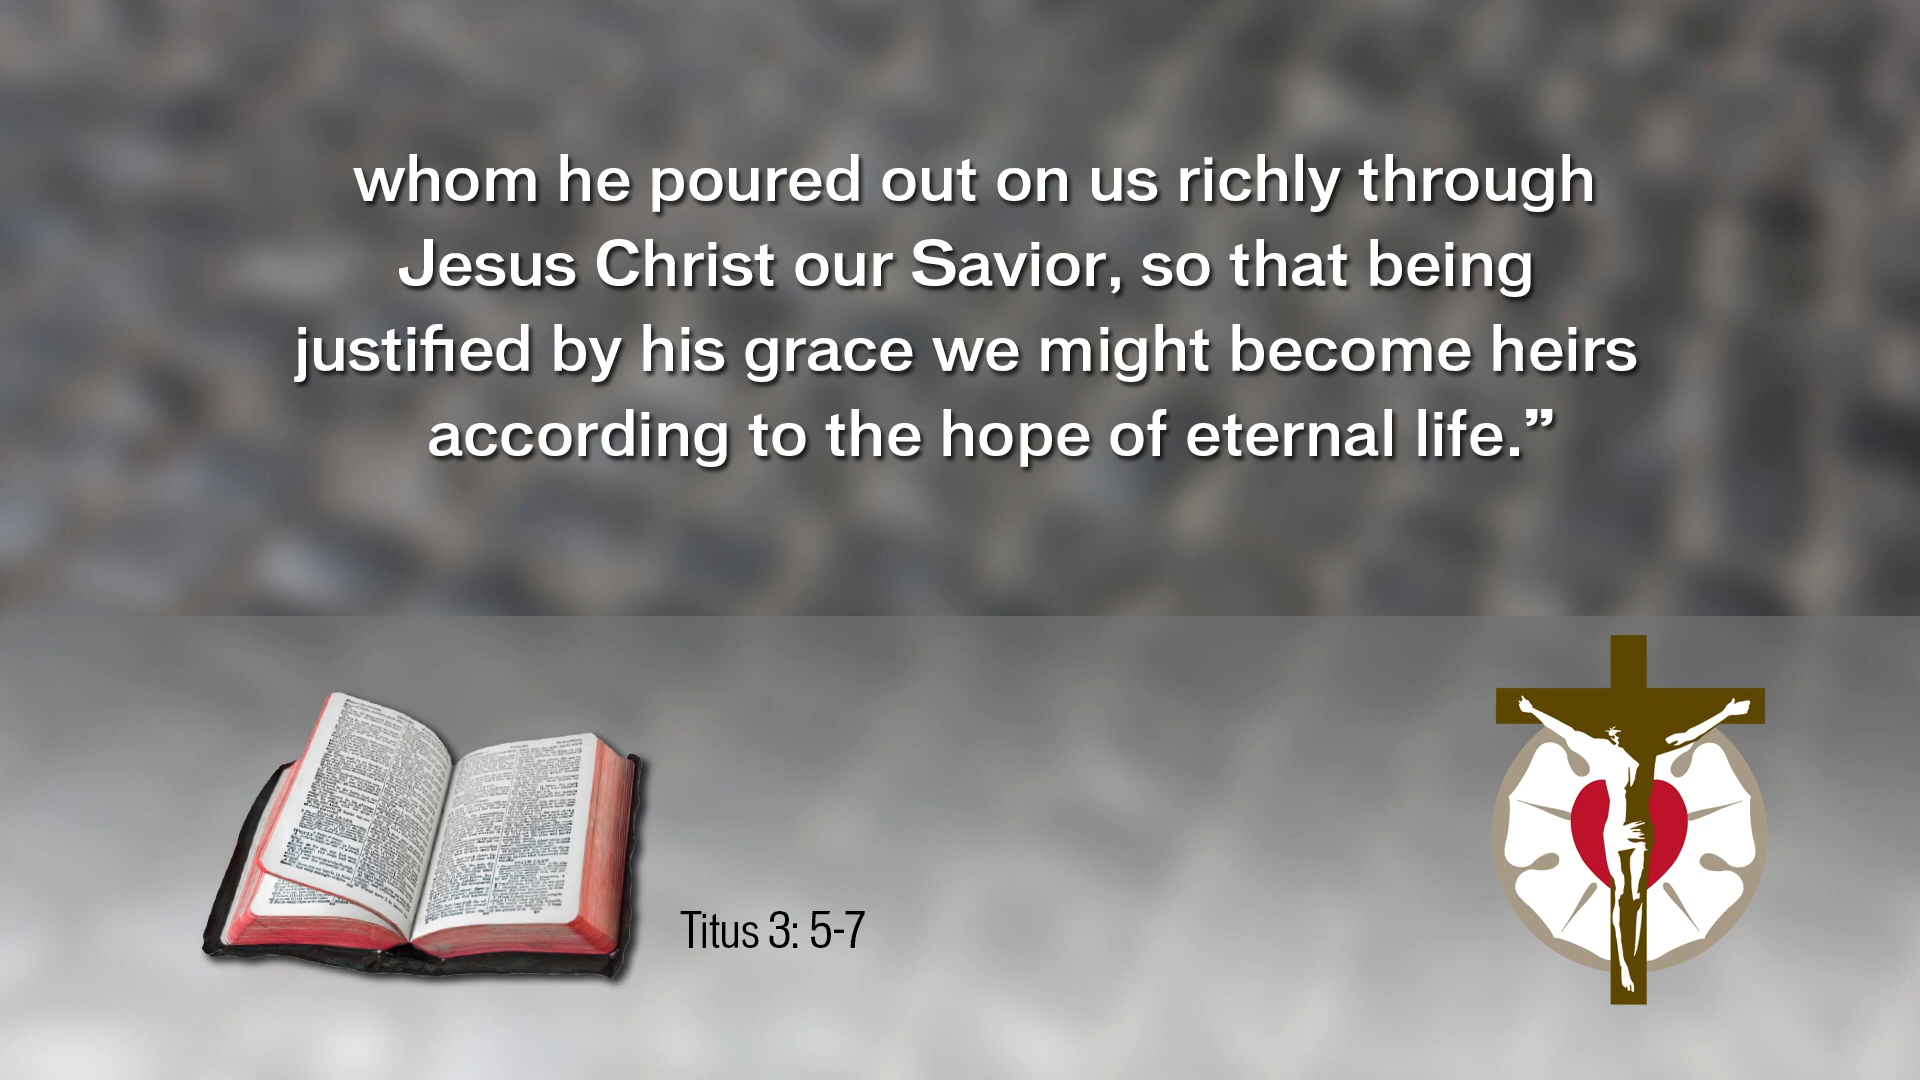 whom he poured out on us richly through
Jesus Christ our Savior, so that being
justified by his grace we might become heirs
according to the hope of eternal life.”
Titus 3: 5-7